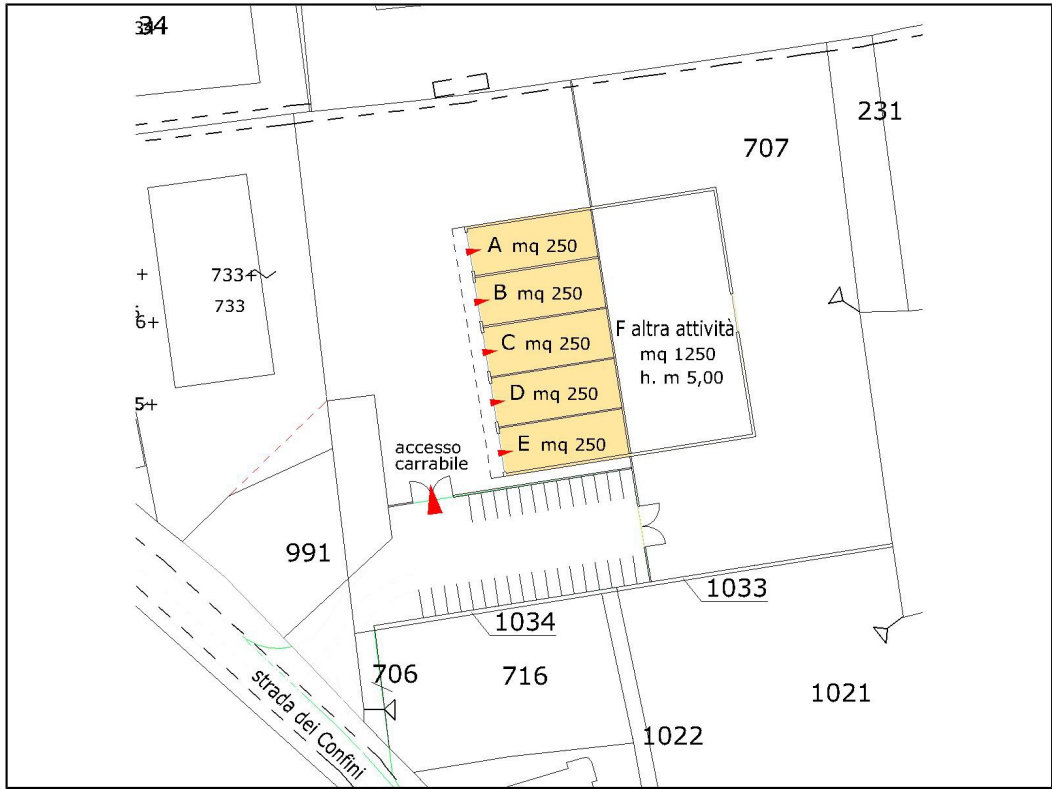 34
231
707
A mq 250
733+
B mq 250
733
6+
F altra attività
C mq 250
mq 1250
h. m 5,00
D mq 250
5+
E mq 250
accesso
carrabile
991
1033
1034
706
716
1021
strada dei Confini
1022